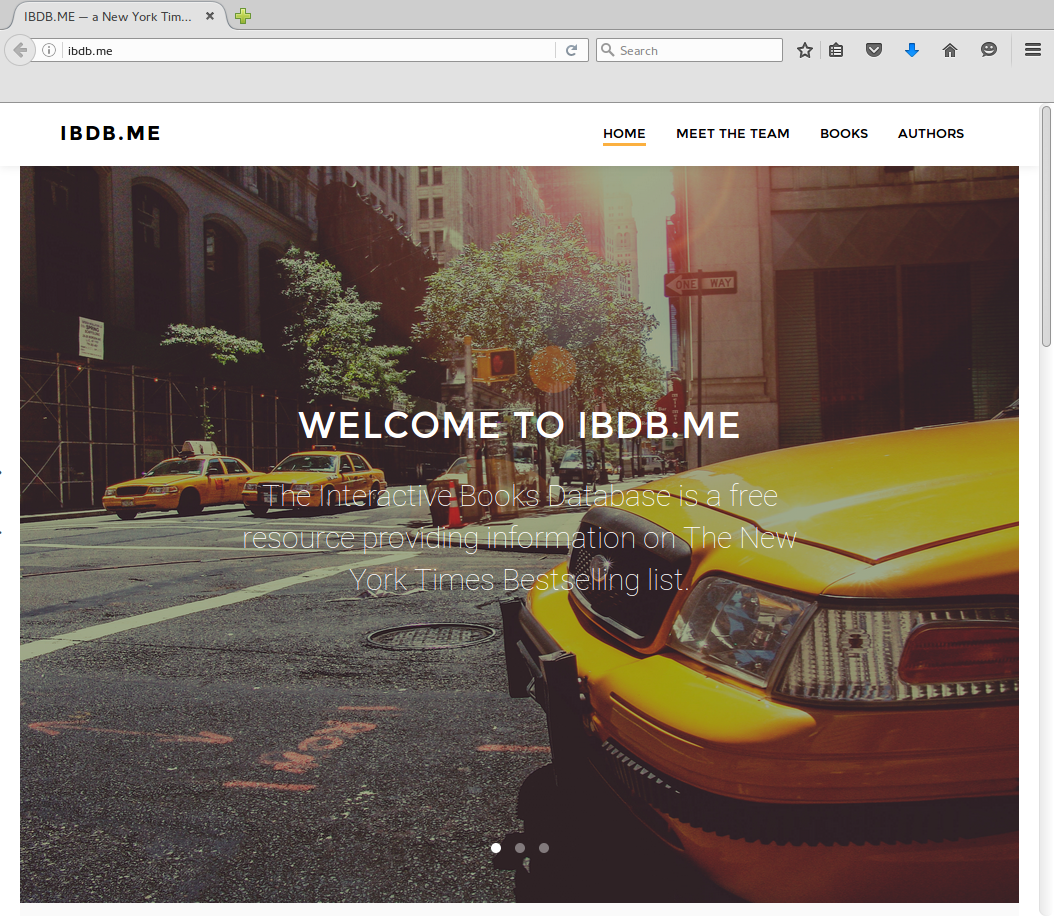 IBDB.ME — a New York Tim...
ibdb.me
Search
IBDB.ME
HOME
MEET THE TEAM
BOOKS
AUTHORS
ONE WAY
WELCOME TO IBDB.ME
The Interactive Books Database is a free
resource providing information on The New
York Times Bestselling list.